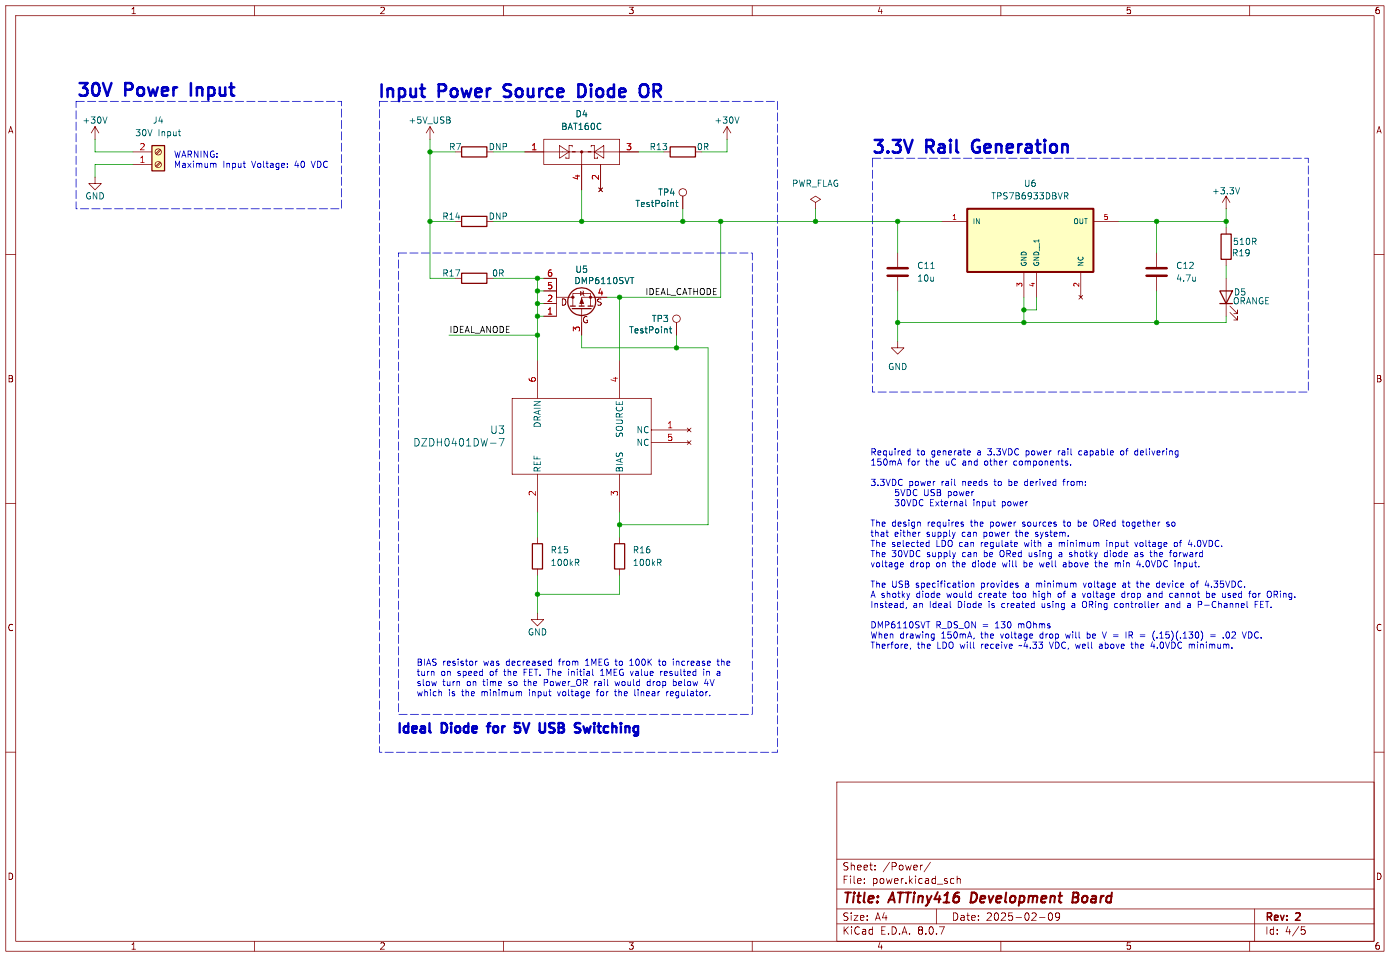 1 2 3 4 5 6
A A
B B
C C
D D
30V Power Input
+30V
J4
30V Input
2
1
WARNING:
Maximum Input Voltage: 40 VDC
GND
Input Power Source Diode OR
+5V_USB
D4
BAT160C
+30V
R7 DNP
1 3
4 2
R13 0R
TP4
TestPoint
R14 DNP
PWR_FLAG
R17 0R
U5
DMP6110SVT
6
5
2
1
D S
G
4
3
IDEAL_CATHODE
TP3
TestPoint
IDEAL_ANODE
6 4
DRAIN SOURCE
U3
DZDH0401DW-7
NC 1
NC 5
REF BIAS
2 3
R15
100kR
R16
100kR
GND
BIAS resistor was decreased from 1MEG to 100K to increase the
turn on speed of the FET. The initial 1MEG value resulted in a
slow turn on time so the Power_OR rail would drop below 4V
which is the minimum input voltage for the linear regulator.
Ideal Diode for 5V USB Switching
3.3V Rail Generation
U6
TPS7B6933DBVR
1 IN OUT 5
GND GND_1 NC
3 4 2
+3.3V
C11
10u
C12
4.7u
510R
R19
D5
ORANGE
GND
Required to generate a 3.3VDC power rail capable of delivering
150mA for the uC and other components.
3.3VDC power rail needs to be derived from:
5VDC USB power
30VDC External input power
The design requires the power sources to be ORed together so
that either supply can power the system.
The selected LDO can regulate with a minimum input voltage of 4.0VDC.
The 30VDC supply can be ORed using a shotky diode as the forward
voltage drop on the diode will be well above the min 4.0VDC input.
The USB specification provides a minimum voltage at the device of 4.35VDC.
A shotky diode would create too high of a voltage drop and cannot be used for ORing.
Instead, an Ideal Diode is created using a ORing controller and a P-Channel FET.
DMP6110SVT R_DS_ON = 130 mOhms
When drawing 150mA, the voltage drop will be V = IR = (.15)(.130) = .02 VDC.
Therfore, the LDO will receive ~4.33 VDC, well above the 4.0VDC minimum.
Sheet: /Power/
File: power.kicad_sch
Title: ATTiny416 Development Board
Size: A4 Date: 2025-02-09 Rev: 2
KiCad E.D.A. 8.0.7 Id: 4/5
1 2 3 4 5 6